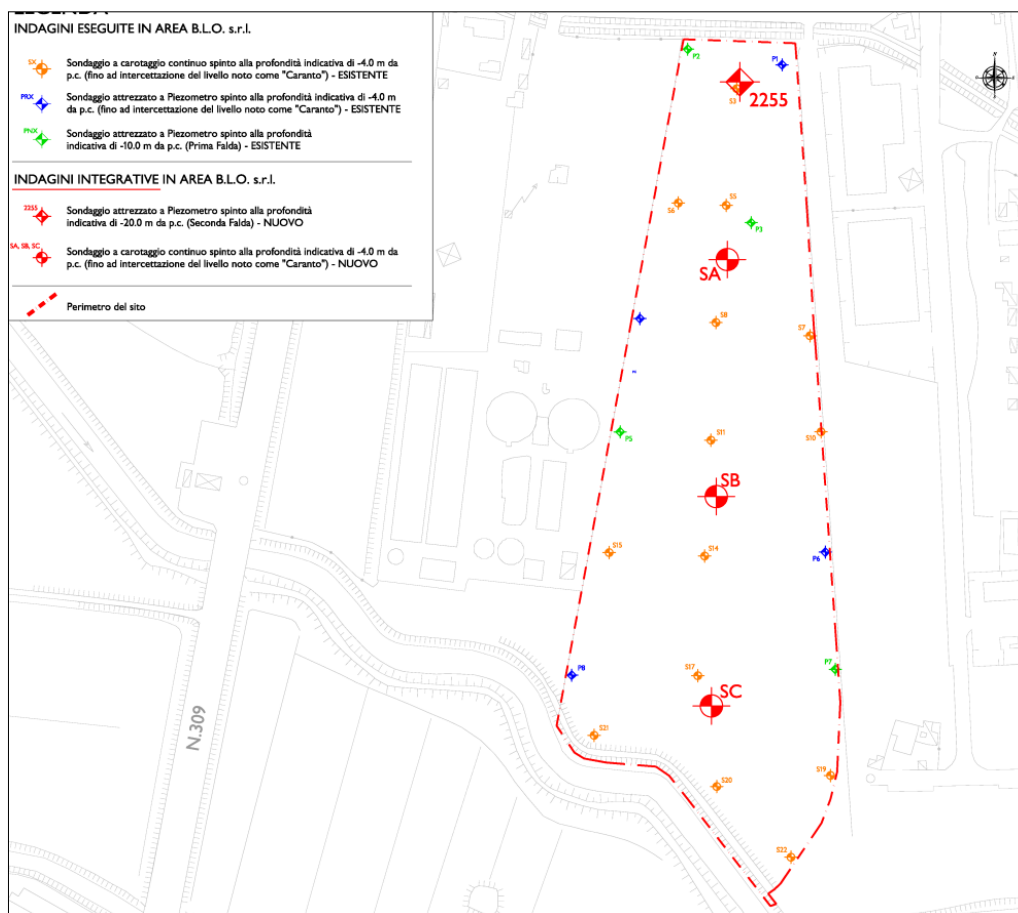 LEGENDA
INDAGINI ESEGUITE IN AREA B.L.O. s.r.l.
SX
Sondaggio a carotaggio continuo spinto alla profondità indicativa di -4.0 m da
p.c. (fino ad intercettazione del livello noto come "Caranto") - ESISTENTE
PRX
Sondaggio attrezzato a Piezometro spinto alla profondità indicativa di -4.0 m
da p.c. (fino ad intercettazione del livello noto come "Caranto") - ESISTENTE
PNX
Sondaggio attrezzato a Piezometro spinto alla profondità
indicativa di -10.0 m da p.c. (Prima Falda) - ESISTENTE
INDAGINI INTEGRATIVE IN AREA B.L.O. s.r.l.
2255
Sondaggio attrezzato a Piezometro spinto alla profondità
indicativa di -20.0 m da p.c. (Seconda Falda) - NUOVO
SA, SB, SC
Sondaggio a carotaggio continuo spinto alla profondità indicativa di -4.0 m da
p.c. (fino ad intercettazione del livello noto come "Caranto") - NUOVO
Perimetro del sito
P2
P1
S3
2255
S6
S5
P3
SA
S8
S7
P5
S11
S10
SB
S15
S14
P6
P8
S17
P7
SC
S21
S20
S19
S22
N.309